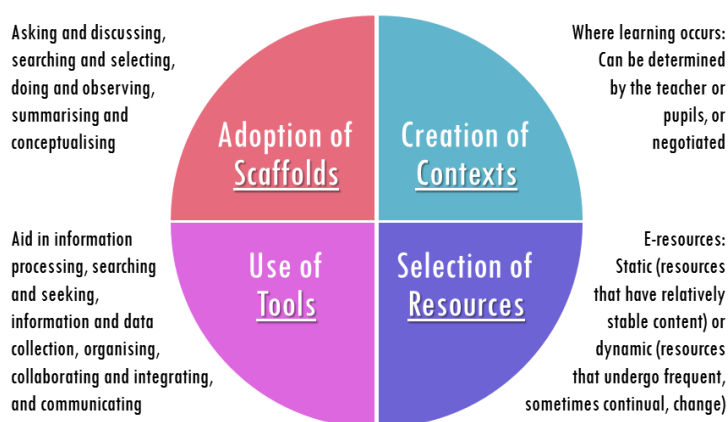 Asking and discussing,
searching and selecting,
doing and observing,
summarising and
conceptualising
Adoption of
Scaffolds
Creation of
Contexts
Where learning occurs:
Can be determined
by the teacher or
pupils, or
negotiated
Aid in information
processing, searching
and seeking,
information and data
collection, organising,
collaborating and integrating,
and communicating
Use of
Tools
Selection of
Resources
E-resources:
Static (resources
that have relatively
stable content) or
dynamic (resources
that undergo frequent,
sometimes continual, change)